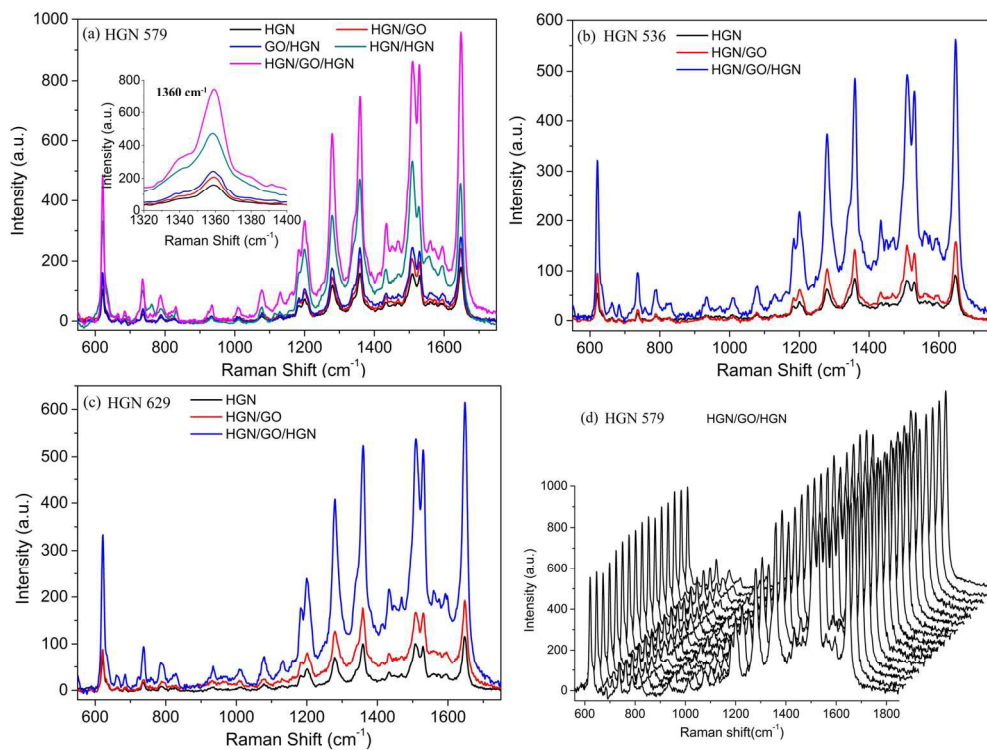 (a) HGN 579
HGN
HGN/GO
GO/HGN
HGN/HGN
HGN/GO/HGN
1360 cm⁻¹
800
600
400
200
0
1320 1340 1360 1380 1400
Intensity (a.u.)
Raman Shift (cm⁻¹)
1000
800
600
400
200
0
600 800 1000 1200 1400 1600
Intensity (a.u.)
Raman Shift (cm⁻¹)
(b) HGN 536
HGN
HGN/GO
HGN/GO/HGN
600
500
400
300
200
100
0
600 800 1000 1200 1400 1600
Intensity (a.u.)
Raman Shift (cm⁻¹)
(c) HGN 629
HGN
HGN/GO
HGN/GO/HGN
600
500
400
300
200
100
0
600 800 1000 1200 1400 1600
Intensity (a.u.)
Raman Shift (cm⁻¹)
(d) HGN 579 HGN/GO/HGN
1000
800
600
400
200
0
600 800 1000 1200 1400 1600 1800
Intensity (a.u.)
Raman shift(cm⁻¹)